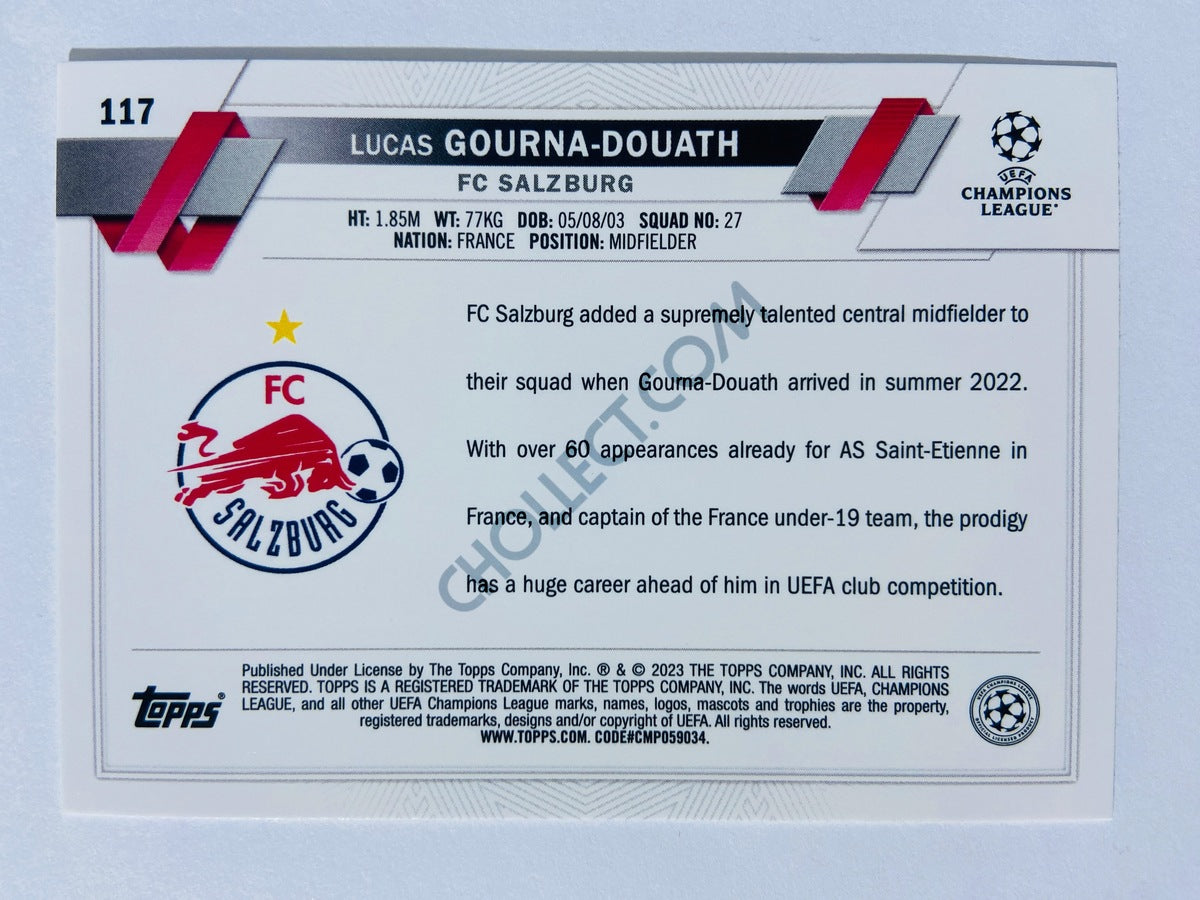 117
LUCAS GOURNA-DOUATH
FC SALZBURG
HT: 1.85M WT: 77KG DOB: 05/08/03 SQUAD NO: 27
NATION: FRANCE POSITION: MIDFIELDER
UEFA
CHAMPIONS
LEAGUE®
FC
SALZBURG
FC Salzburg added a supremely talented central midfielder to
their squad when Gourna-Douath arrived in summer 2022.
With over 60 appearances already for AS Saint-Etienne in
France, and captain of the France under-19 team, the prodigy
has a huge career ahead of him in UEFA club competition.
CHOLLECT.COM
topps®
Published Under License by The Topps Company, Inc. ® & © 2023 THE TOPPS COMPANY, INC. ALL RIGHTS
RESERVED. TOPPS IS A REGISTERED TRADEMARK OF THE TOPPS COMPANY, INC. The words UEFA, CHAMPIONS
LEAGUE, and all other UEFA Champions League marks, names, logos, mascots and trophies are the property,
registered trademarks, designs and/or copyright of UEFA. All rights reserved.
WWW.TOPPS.COM. CODE#CMP059034.
UEFA CHAMPIONS LEAGUE
OFFICIAL LICENSED PRODUCT